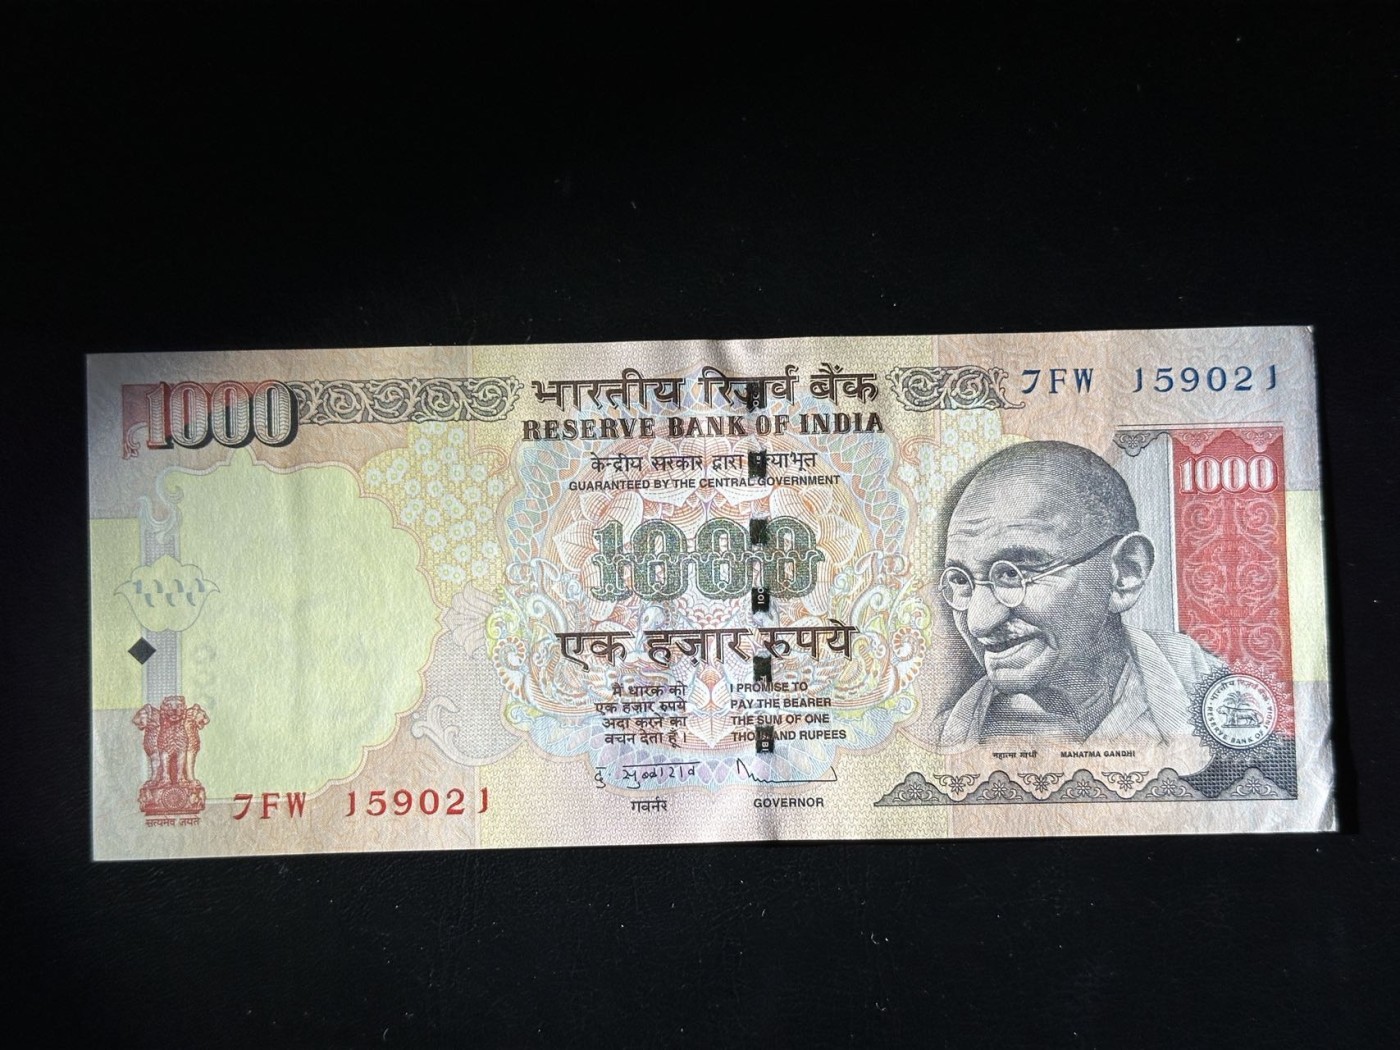 1000
भारतीय रिज़र्व बैंक
RESERVE BANK OF INDIA
7FW 159021
केन्द्रीय सरकार द्वारा प्रत्याभूत
GUARANTEED BY THE CENTRAL GOVERNMENT
1000
1000
१०००
एक हज़ार रुपये
मैं धारक को
एक हज़ार रुपये
अदा करने का
वचन देता हूँ।
I PROMISE TO
PAY THE BEARER
THE SUM OF ONE
THOUSAND RUPEES
महात्मा गांधी MAHATMA GANDHI
सत्यमेव जयते
7FW 159021
गवर्नर
GOVERNOR